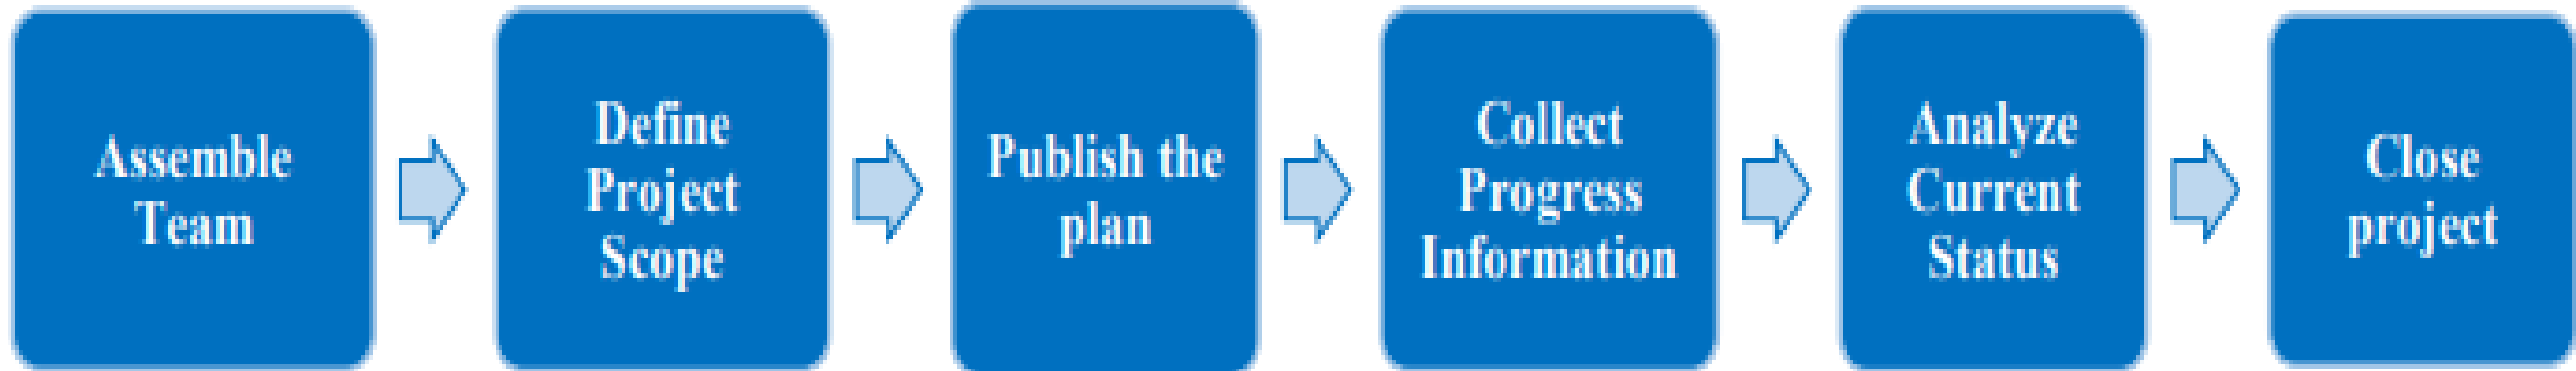 Assemble
Team
Define
Project
Scope
Publish the
plan
Collect
Progress
Information
Analyze
Current
Status
Close
project